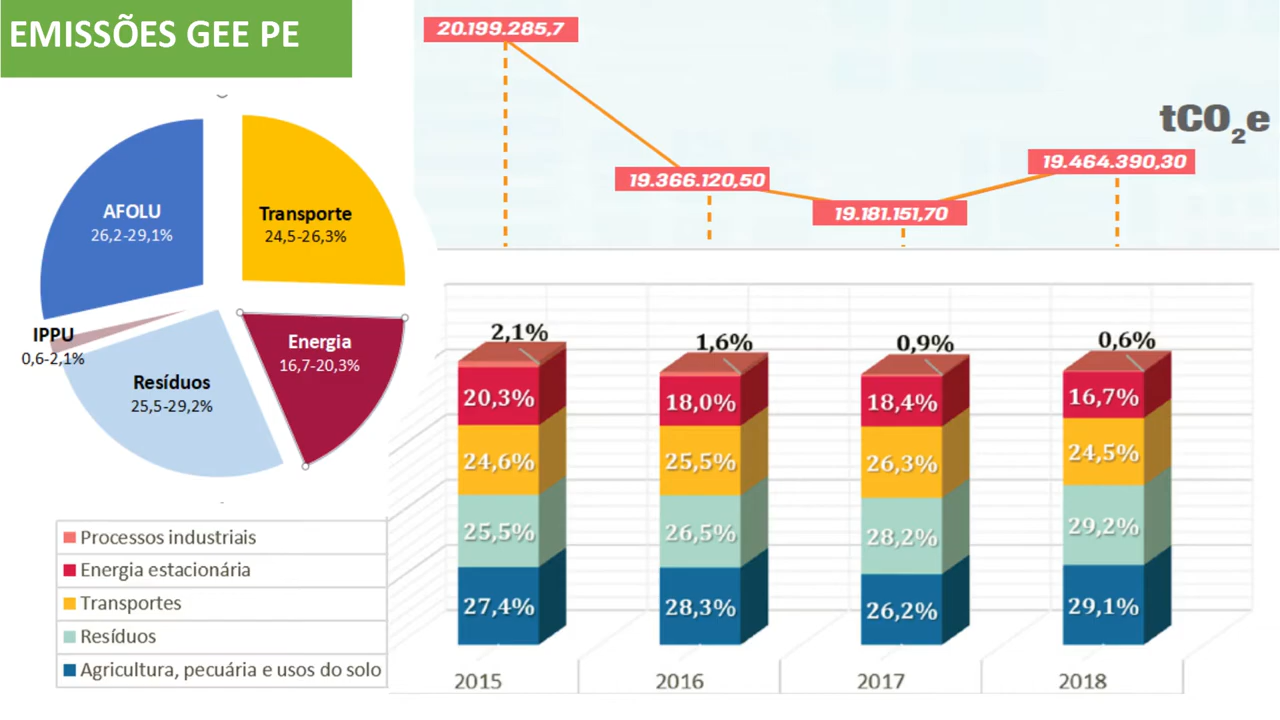 EMISSÕES GEE PE
20.199.285,7
19.366.120,50
19.181.151,70
19.464.390,30
tCO2e
AFOLU
26,2-29,1%
Transporte
24,5-26,3%
IPPU
0,6-2,1%
Energia
16,7-20,3%
Resíduos
25,5-29,2%
Processos industriais
Energia estacionária
Transportes
Resíduos
Agricultura, pecuária e usos do solo
2,1%
1,6%
0,9%
0,6%
20,3%
18,0%
18,4%
16,7%
24,6%
25,5%
26,3%
24,5%
25,5%
26,5%
28,2%
29,2%
27,4%
28,3%
26,2%
29,1%
2015
2016
2017
2018